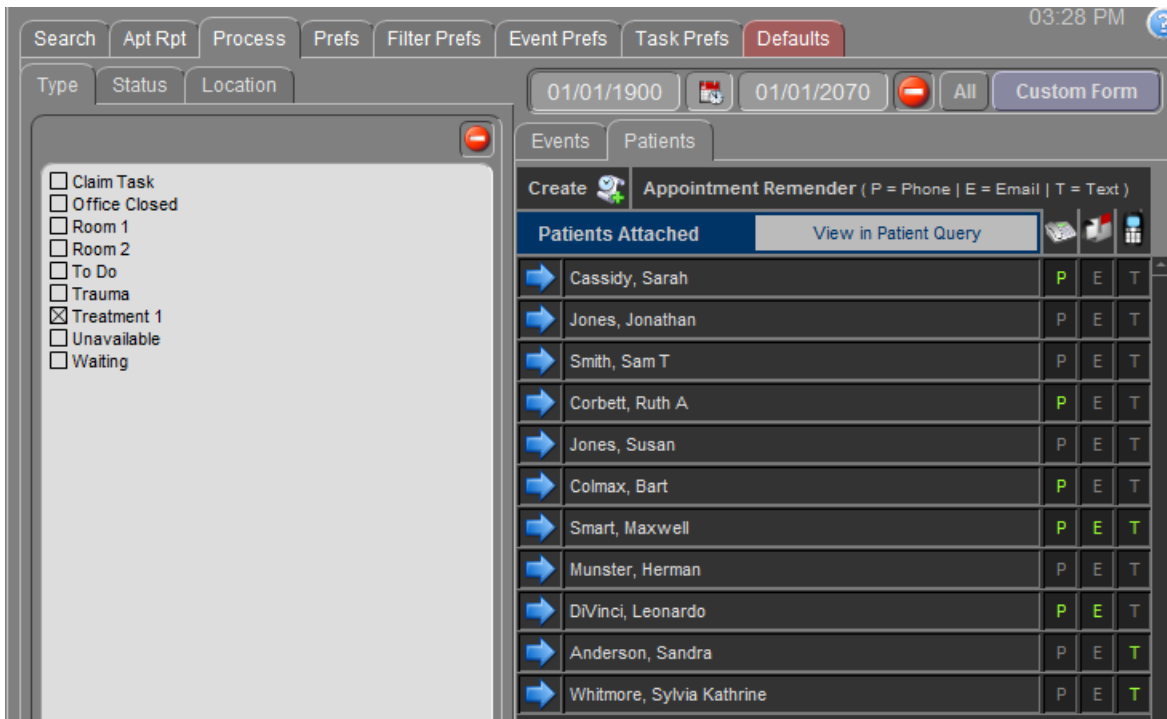 03:28 PM
Search Apt Rpt Process Prefs Filter Prefs Event Prefs Task Prefs Defaults
Type Status Location
01/01/1900 01/01/2070 All Custom Form
Events Patients
Claim Task
Office Closed
Room 1
Room 2
To Do
Trauma
Treatment 1
Unavailable
Waiting
Create Appointment Remender ( P = Phone | E = Email | T = Text )
Patients Attached View in Patient Query
Cassidy, Sarah P E T
Jones, Jonathan P E T
Smith, Sam T P E T
Corbett, Ruth A P E T
Jones, Susan P E T
Colmax, Bart P E T
Smart, Maxwell P E T
Munster, Herman P E T
DiVinci, Leonardo P E T
Anderson, Sandra P E T
Whitmore, Sylvia Kathrine P E T